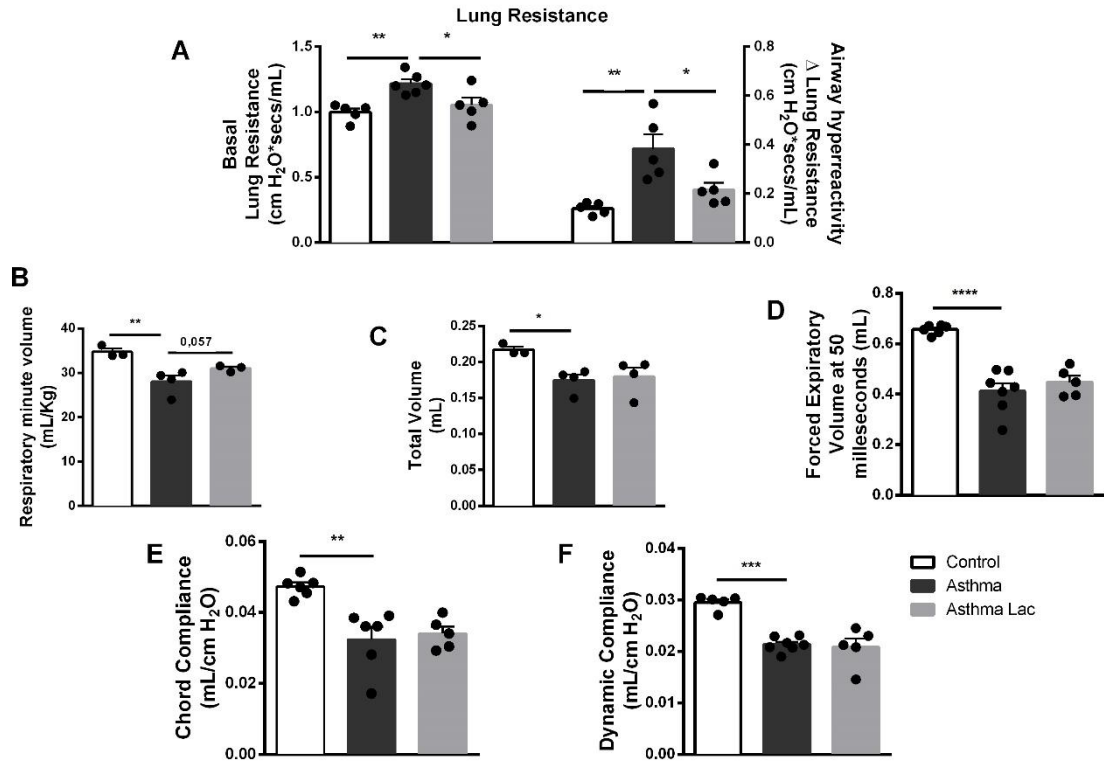 Lung Resistance
A
Basal
Lung Resistance
(cm H₂O*secs/mL)
1.5
1.0
0.5
0.0
**
*
**
*
0.8
0.6
0.4
0.2
0.0
Airway hyperreactivity
Δ Lung Resistance
(cm H₂O*secs/mL)
B
Respiratory minute volume
(mL/Kg)
40
30
20
10
0
**
0,057
C
Total Volume
(mL)
0.25
0.20
0.15
0.10
0.05
0.00
*
D
Forced Expiratory
Volume at 50
milleseconds (mL)
0.8
0.6
0.4
0.2
0.0
****
E
Chord Compliance
(mL/cm H₂O)
0.06
0.04
0.02
0.00
**
F
Dynamic Compliance
(mL/cm H₂O)
0.04
0.03
0.02
0.01
0.00
***
Control
Asthma
Asthma Lac